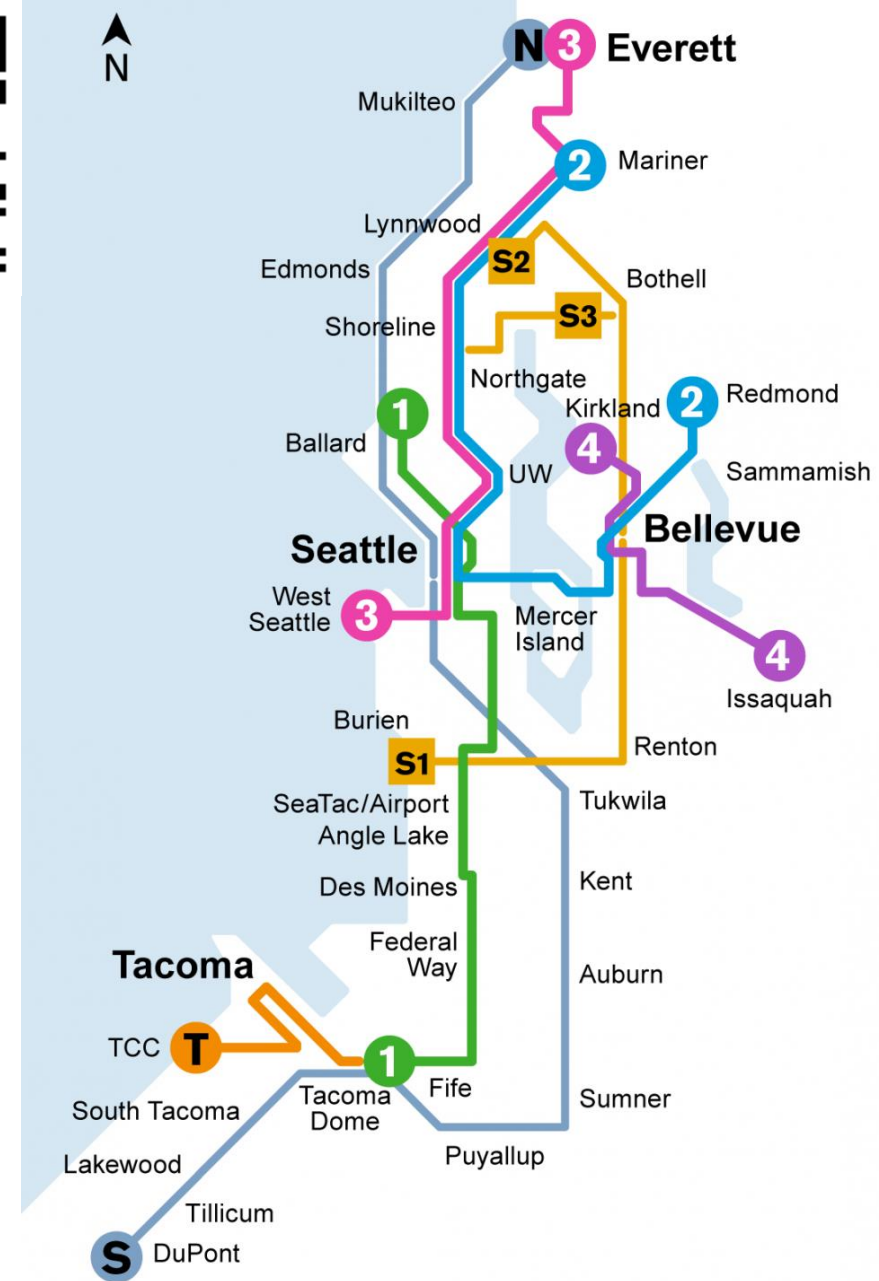 N
N
3
Everett
Mukilteo
2
Mariner
Lynnwood
S2
Edmonds
Bothell
S3
Shoreline
Northgate
Kirkland
2
Redmond
1
Ballard
4
UW
Sammamish
Seattle
Bellevue
West
Seattle
3
Mercer
Island
4
Issaquah
Burien
S1
Renton
SeaTac/Airport
Tukwila
Angle Lake
Des Moines
Kent
Federal
Way
Auburn
Tacoma
TCC
T
1
Fife
Tacoma
Dome
South Tacoma
Sumner
Puyallup
Lakewood
Tillicum
S
DuPont